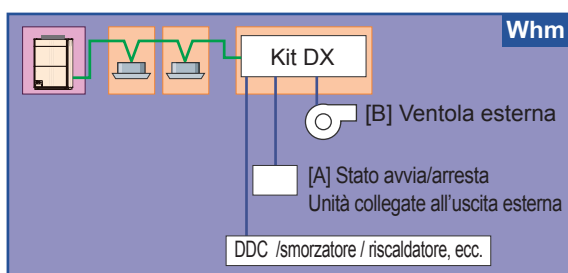 Whm
Kit DX
[B] Ventola esterna
[A] Stato avvia/arresta
Unità collegate all'uscita esterna
DDC /smorzatore / riscaldatore, ecc.